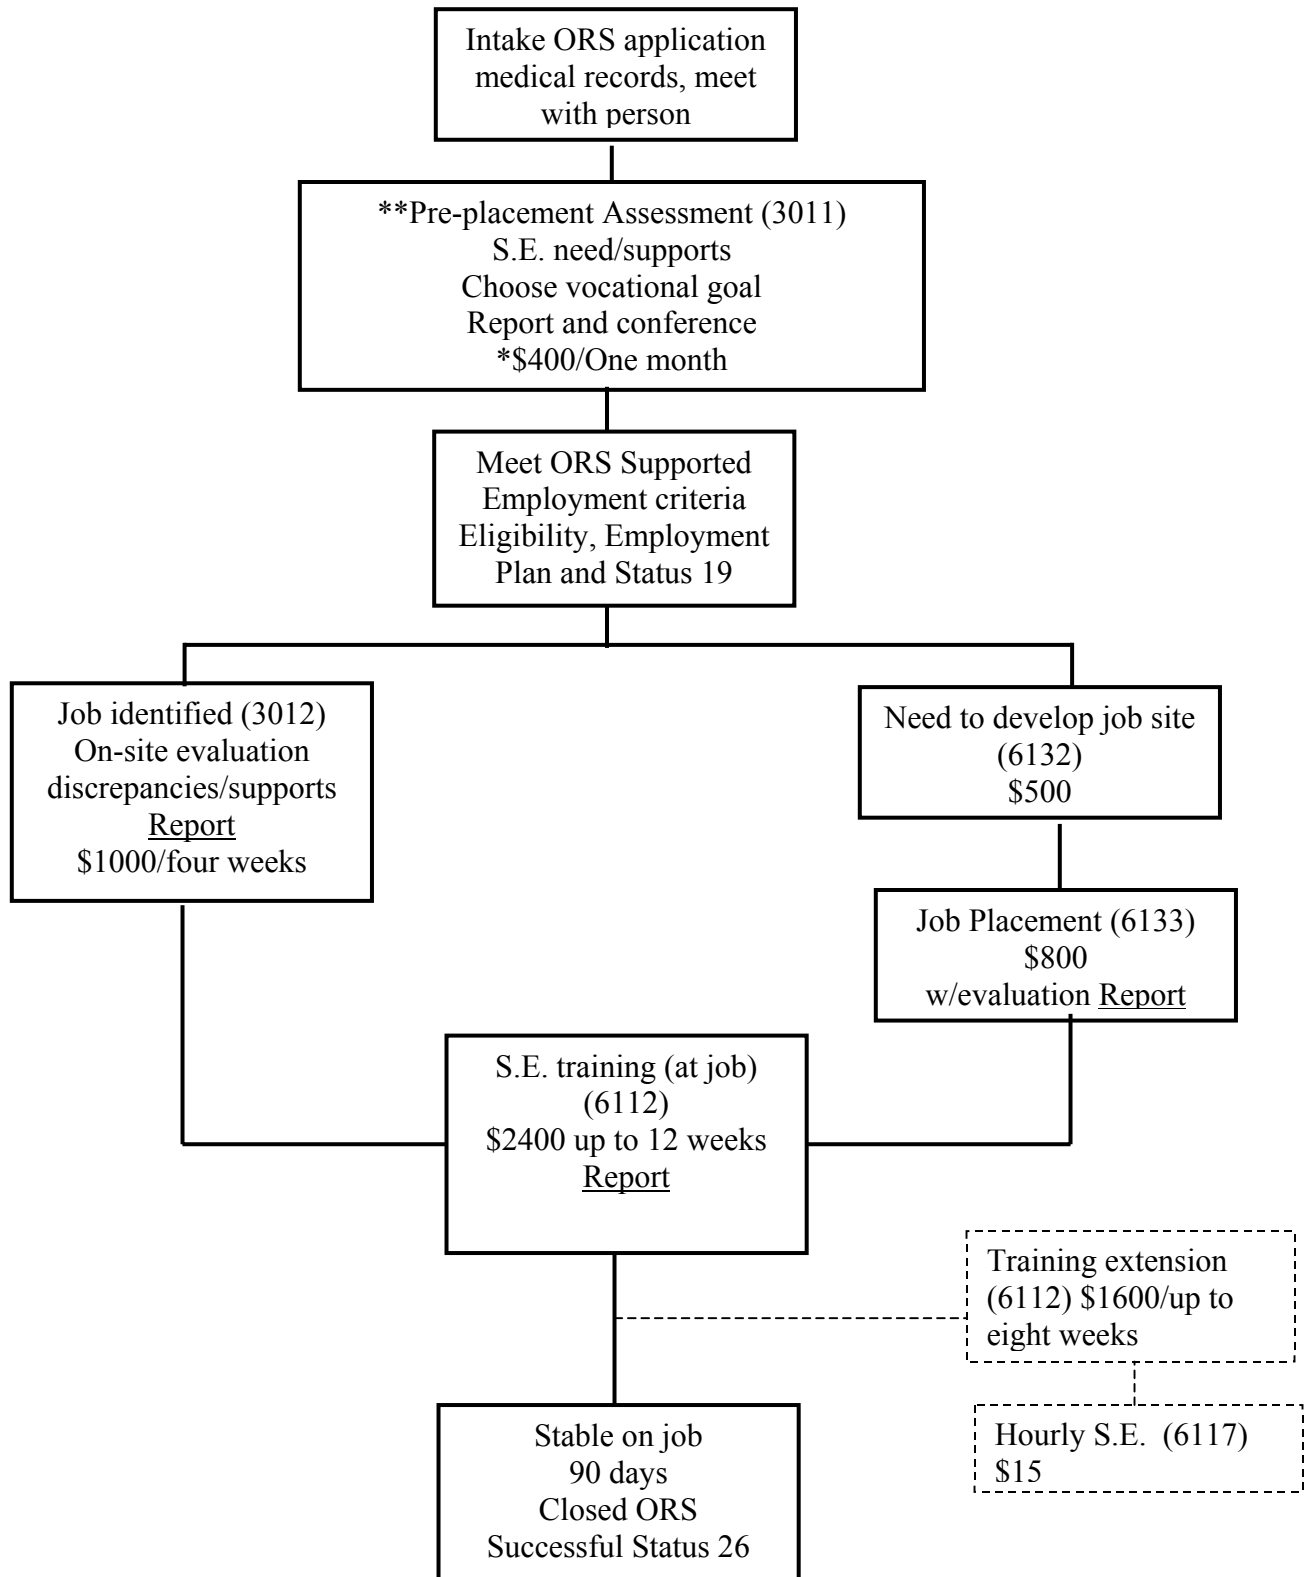 Intake ORS application
medical records, meet
with person
**Pre-placement Assessment (3011)
S.E. need/supports
Choose vocational goal
Report and conference
*$400/One month
Meet ORS Supported
Employment criteria
Eligibility, Employment
Plan and Status 19
Job identified (3012)
On-site evaluation
discrepancies/supports
Report
$1000/four weeks
Need to develop job site
(6132)
$500
Job Placement (6133)
$800
w/evaluation Report
S.E. training (at job)
(6112)
$2400 up to 12 weeks
Report
Training extension
(6112) $1600/up to
eight weeks
Hourly S.E. (6117)
$15
Stable on job
90 days
Closed ORS
Successful Status 26